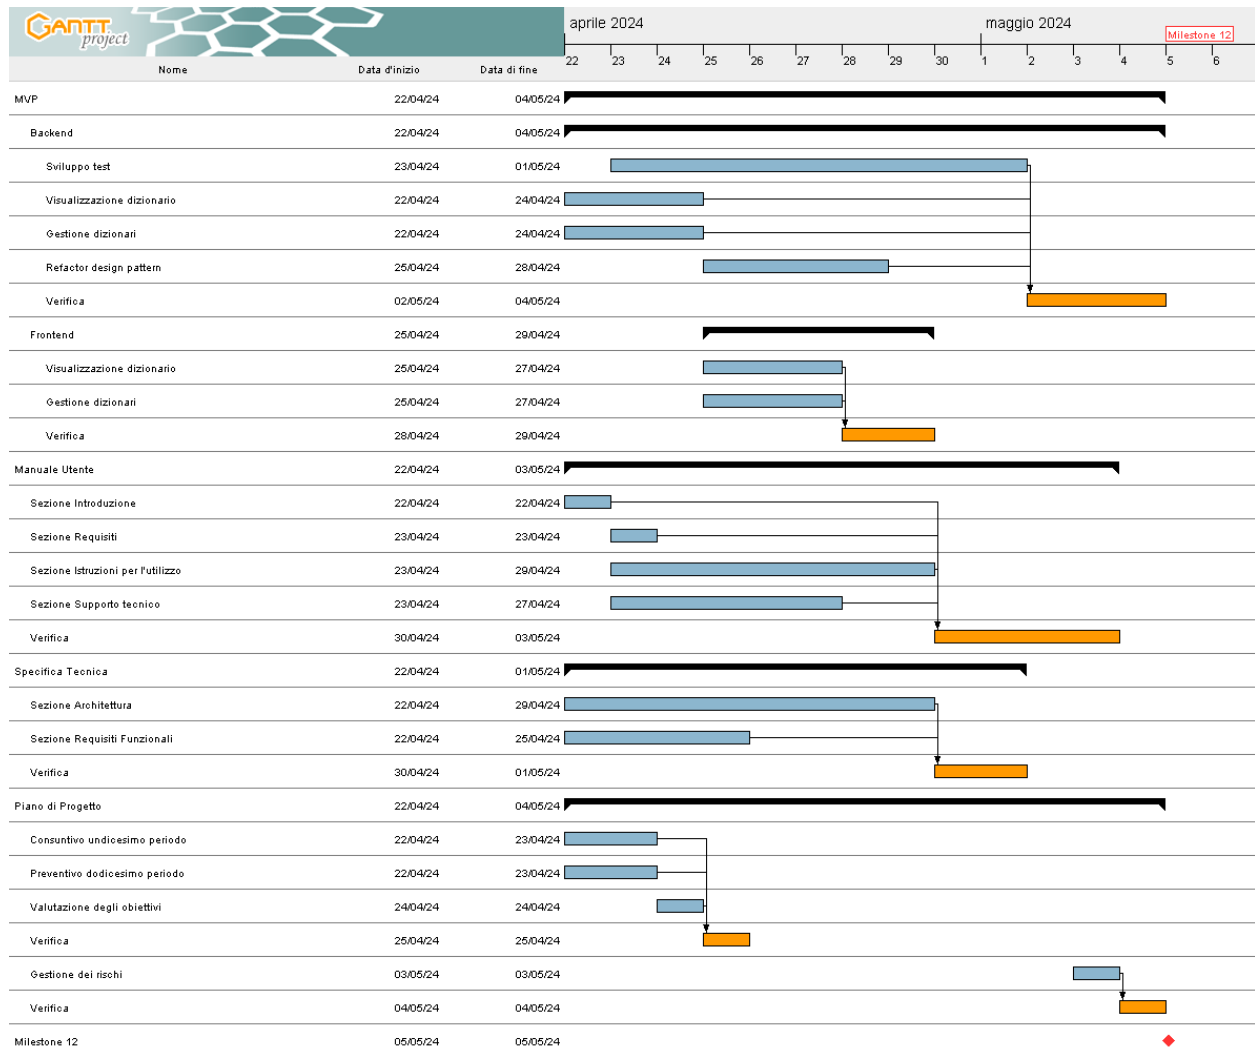 GANTT project
aprile 2024 maggio 2024
Milestone 12
Nome Data d'inizio Data di fine 22 23 24 25 26 27 28 29 30 1 2 3 4 5 6
MVP 22/04/24 04/05/24
Backend 22/04/24 04/05/24
Sviluppo test 23/04/24 01/05/24
Visualizzazione dizionario 22/04/24 24/04/24
Gestione dizionari 22/04/24 24/04/24
Refactor design pattern 25/04/24 28/04/24
Verifica 02/05/24 04/05/24
Frontend 25/04/24 29/04/24
Visualizzazione dizionario 25/04/24 27/04/24
Gestione dizionari 25/04/24 27/04/24
Verifica 28/04/24 29/04/24
Manuale Utente 22/04/24 03/05/24
Sezione Introduzione 22/04/24 22/04/24
Sezione Requisiti 23/04/24 23/04/24
Sezione Istruzioni per l'utilizzo 23/04/24 29/04/24
Sezione Supporto tecnico 23/04/24 27/04/24
Verifica 30/04/24 03/05/24
Specifica Tecnica 22/04/24 01/05/24
Sezione Architettura 22/04/24 29/04/24
Sezione Requisiti Funzionali 22/04/24 25/04/24
Verifica 30/04/24 01/05/24
Piano di Progetto 22/04/24 04/05/24
Consuntivo undicesimo periodo 22/04/24 23/04/24
Preventivo dodicesimo periodo 22/04/24 23/04/24
Valutazione degli obiettivi 24/04/24 24/04/24
Verifica 25/04/24 25/04/24
Gestione dei rischi 03/05/24 03/05/24
Verifica 04/05/24 04/05/24
Milestone 12 05/05/24 05/05/24